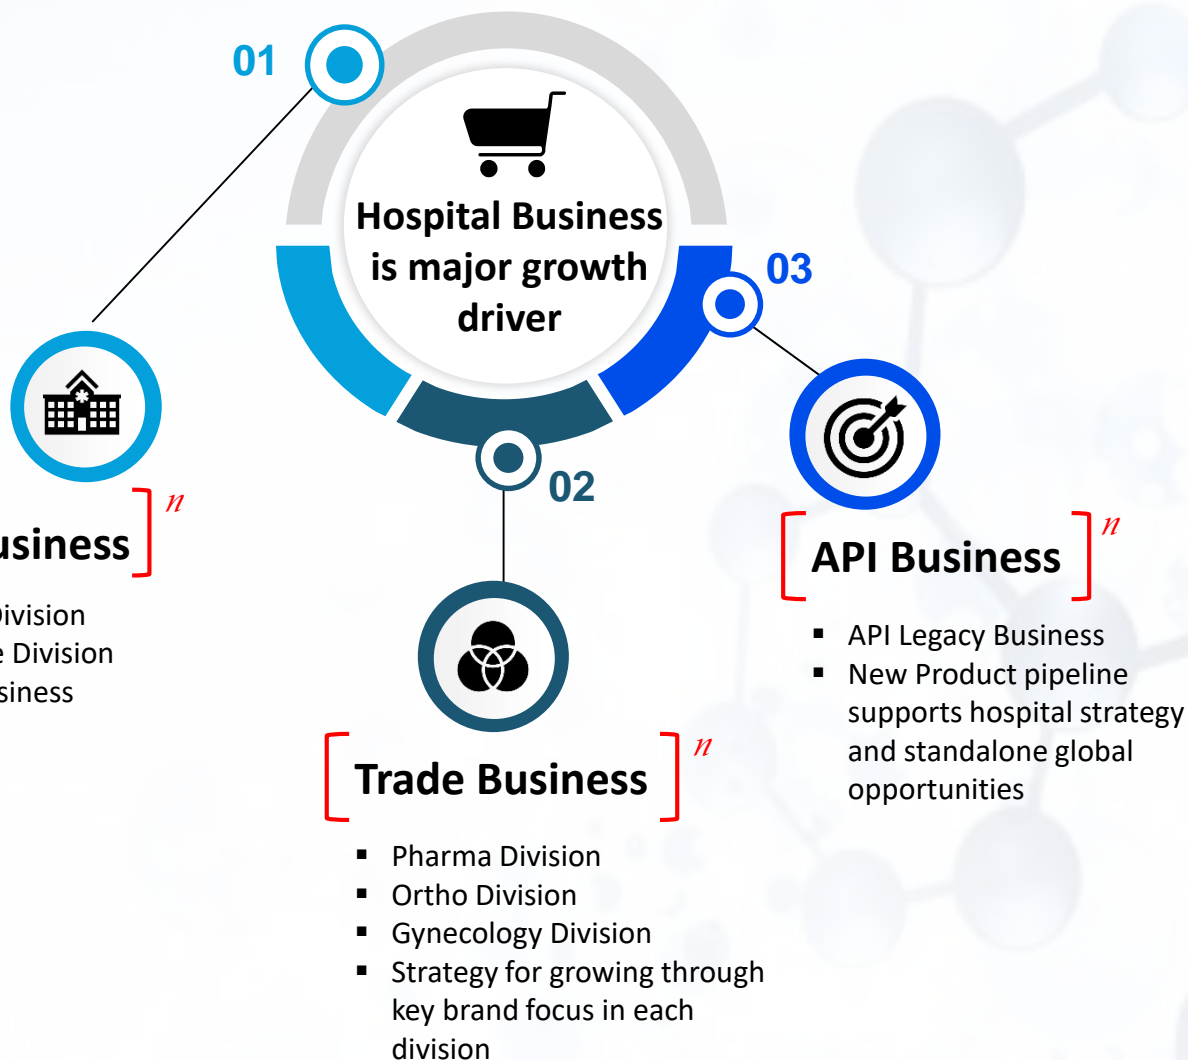 01
Hospital Business
is major growth
driver
03
02
n
usiness
Division
e Division
siness
n
API Business
▪ API Legacy Business
▪ New Product pipeline
supports hospital strategy
and standalone global
opportunities
n
Trade Business
▪ Pharma Division
▪ Ortho Division
▪ Gynecology Division
▪ Strategy for growing through
key brand focus in each
division